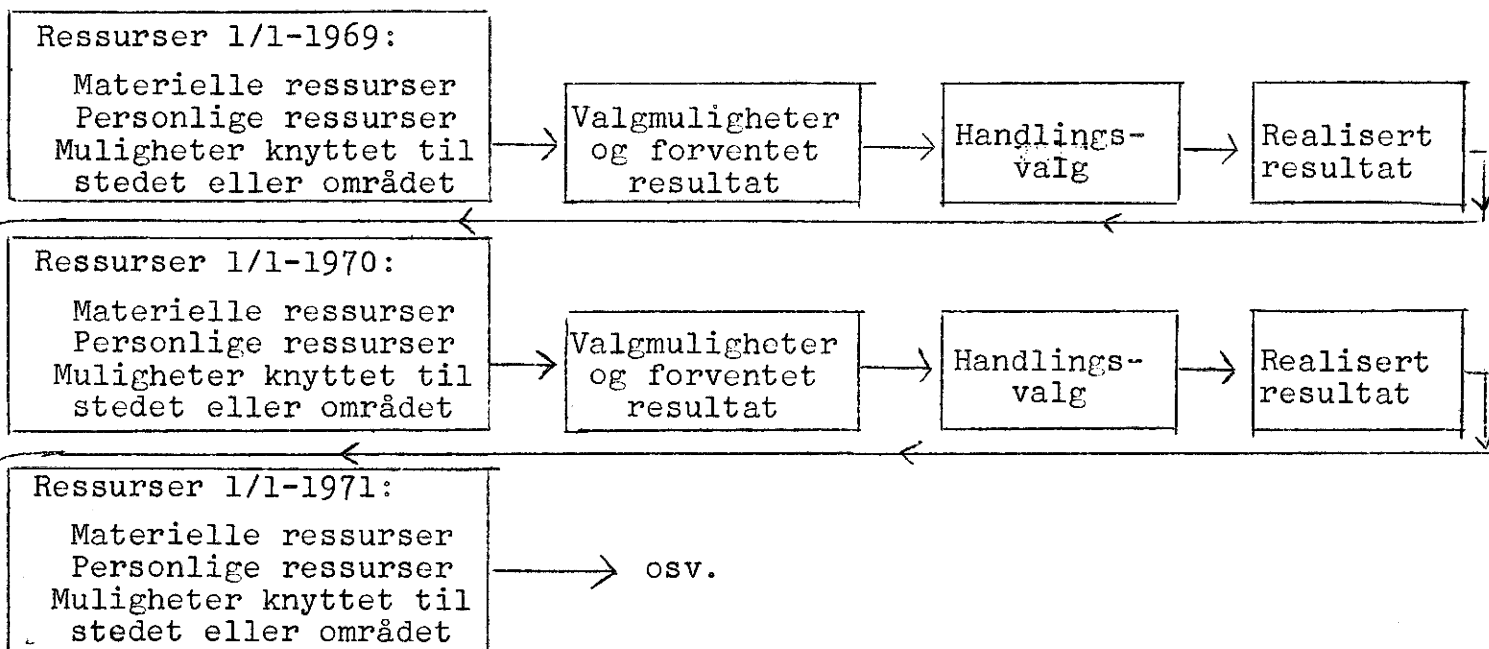 Ressurser 1/1-1969:
Materielle ressurser
Personlige ressurser
Muligheter knyttet til
stedet eller området
Valgmuligheter
og forventet
resultat
Handlings-
valg
Realisert
resultat
Ressurser 1/1-1970:
Materielle ressurser
Personlige ressurser
Muligheter knyttet til
stedet eller området
Valgmuligheter
og forventet
resultat
Handlings-
valg
Realisert
resultat
Ressurser 1/1-1971:
Materielle ressurser
Personlige ressurser
Muligheter knyttet til
stedet eller området
osv.